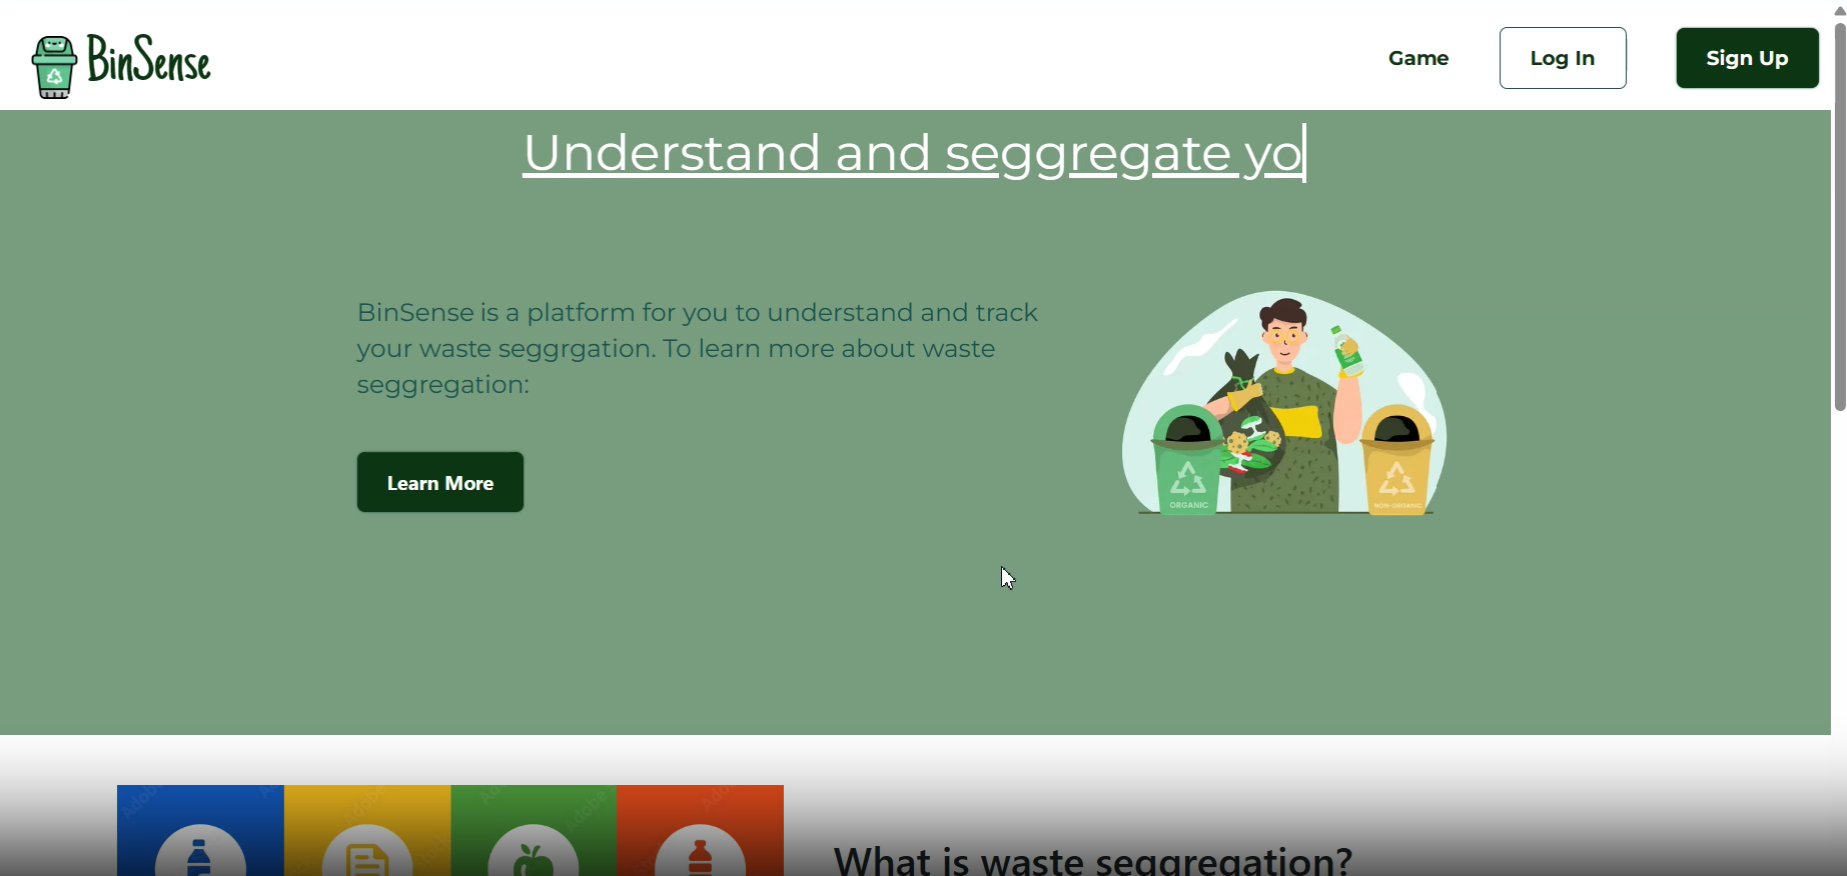 BinSense
Game
Log In
Sign Up
Understand and seggregate yo
BinSense is a platform for you to understand and track
your waste seggrgation. To learn more about waste
seggregation:
Learn More
ORGANIC
NON-ORGANIC
What is waste seggregation?